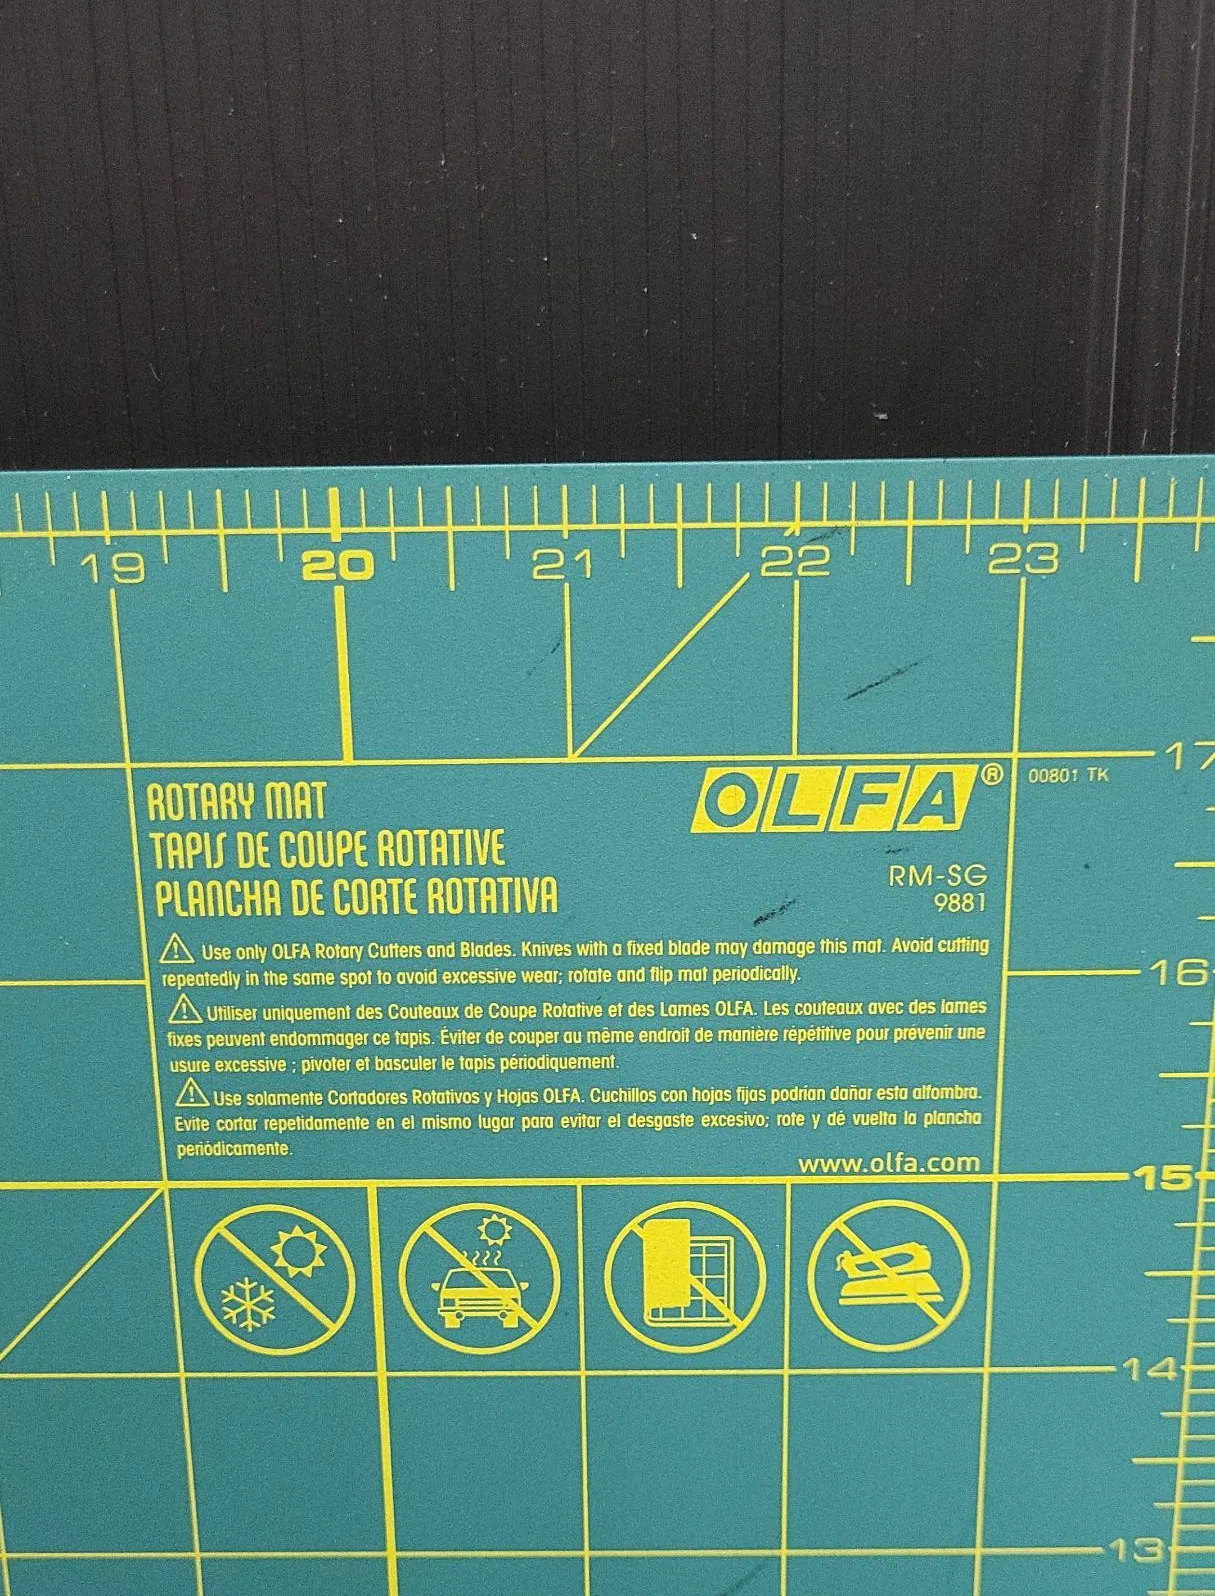 19 20 21 22 23
17
ROTARY MAT
TAPIS DE COUPE ROTATIVE
PLANCHA DE CORTE ROTATIVA
OLFA®
00801 TK
RM-SG
9881
⚠ Use only OLFA Rotary Cutters and Blades. Knives with a fixed blade may damage this mat. Avoid cutting
repeatedly in the same spot to avoid excessive wear; rotate and flip mat periodically.
16
⚠ Utiliser uniquement des Couteaux de Coupe Rotative et des Lames OLFA. Les couteaux avec des lames
fixes peuvent endommager ce tapis. Éviter de couper au même endroit de manière répétitive pour prévenir une
usure excessive ; pivoter et basculer le tapis périodiquement.
⚠ Use solamente Cortadores Rotativos y Hojas OLFA. Cuchillos con hojas fijas podrían dañar esta alfombra.
Evite cortar repetidamente en el mismo lugar para evitar el desgaste excesivo; rote y dé vuelta la plancha
periódicamente.
www.olfa.com
15
14
13